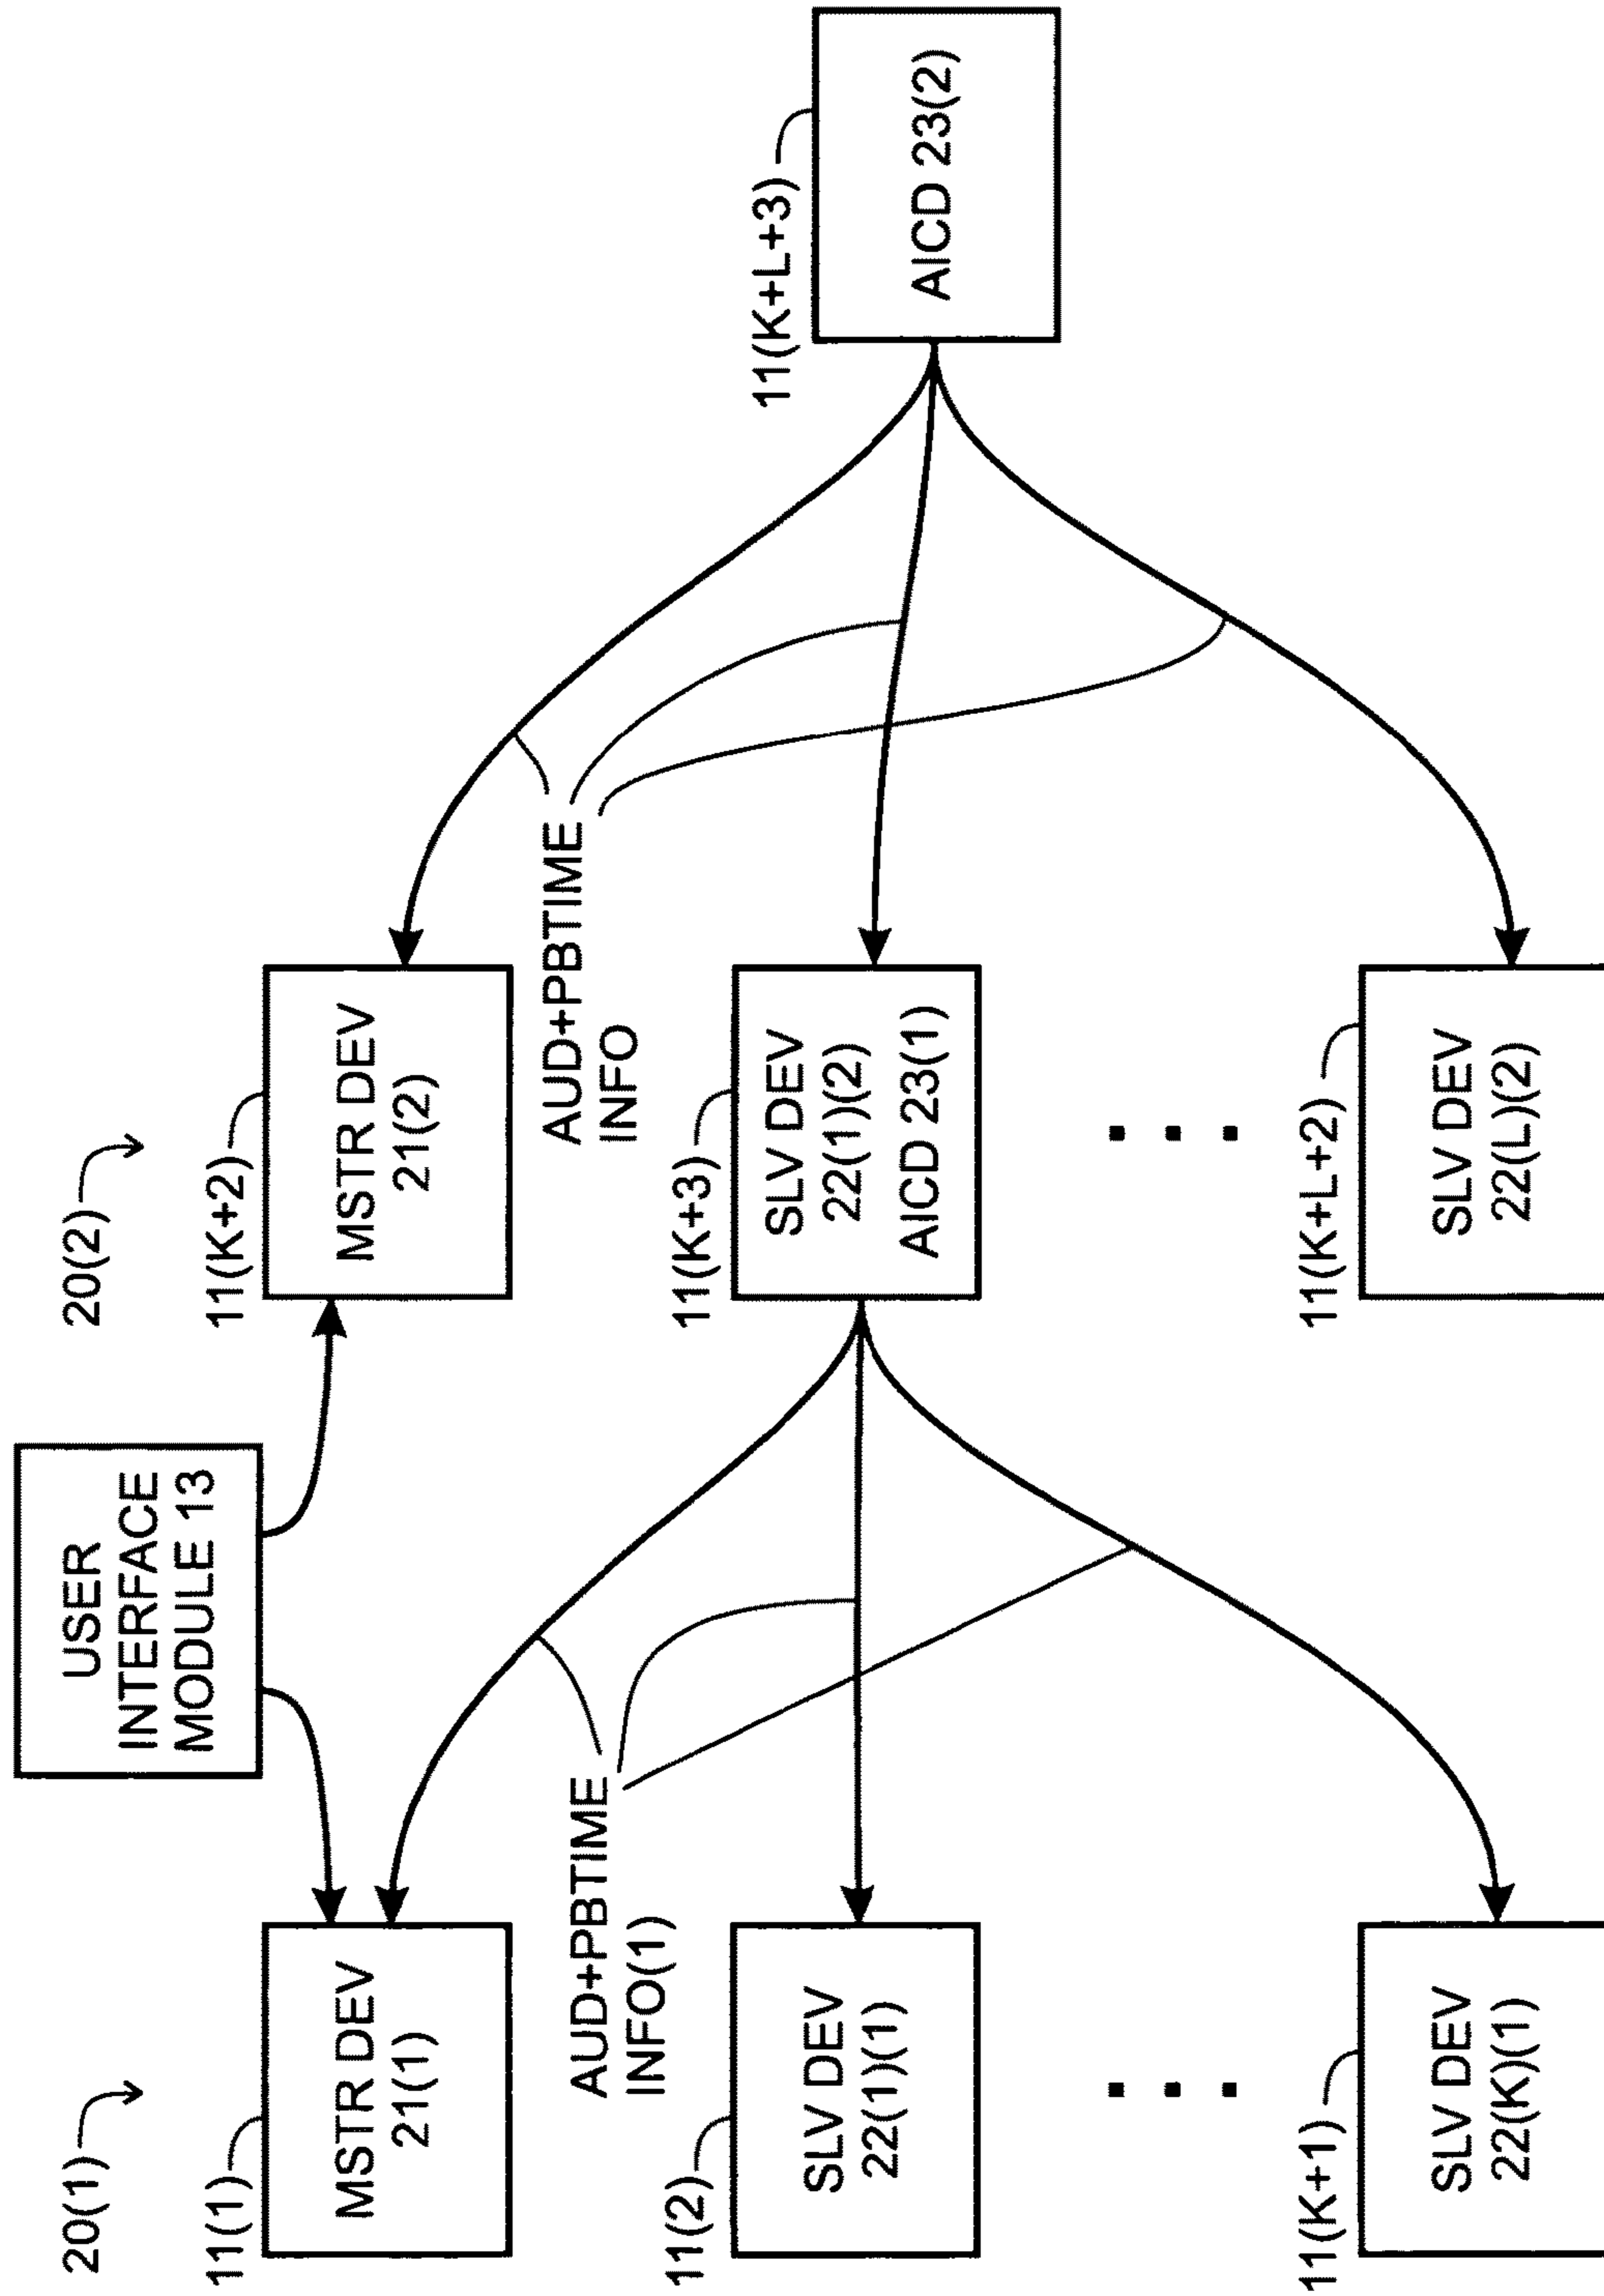 20(1)
11(1)
MSTR DEV
21(1)
11(2)
SLV DEV
22(1)(1)
11(K+1)
SLV DEV
22(K)(1)
AUD+PBTIME
INFO(1)
USER
INTERFACE
MODULE 13
20(2)
11(K+2)
MSTR DEV
21(2)
11(K+3)
SLV DEV
22(1)(2)
AICD 23(1)
11(K+L+2)
SLV DEV
22(L)(2)
AUD+PBTIME
INFO
11(K+L+3)
AICD 23(2)